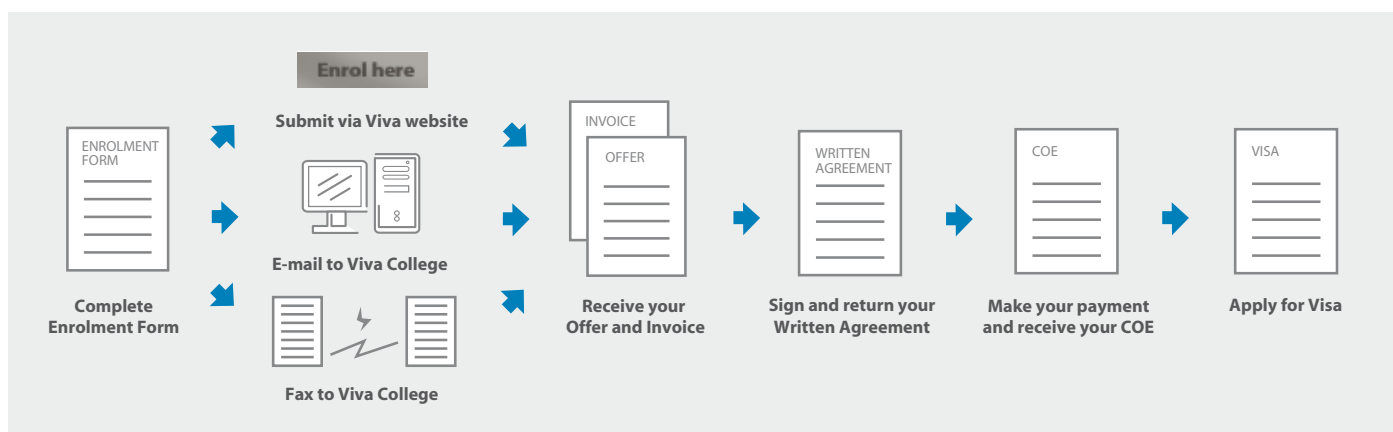 ENROLMENT
FORM
Complete
Enrolment Form
Enrol here
Submit via Viva website
E-mail to Viva College
Fax to Viva College
INVOICE
OFFER
Receive your
Offer and Invoice
WRITTEN
AGREEMENT
Sign and return your
Written Agreement
COE
Make your payment
and receive your COE
VISA
Apply for Visa